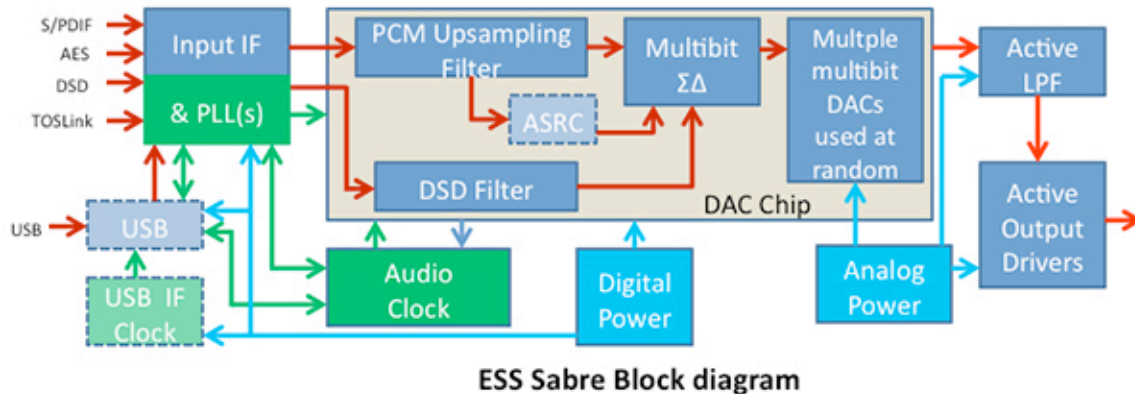 S/PDIF
AES
DSD
TOSLink
USB
Input IF
& PLL(s)
USB
USB IF
Clock
PCM Upsampling
Filter
ASRC
DSD Filter
Multibit
ΣΔ
Multple
multibit
DACs
used at
random
DAC Chip
Audio
Clock
Digital
Power
Analog
Power
Active
LPF
Active
Output
Drivers
ESS Sabre Block diagram